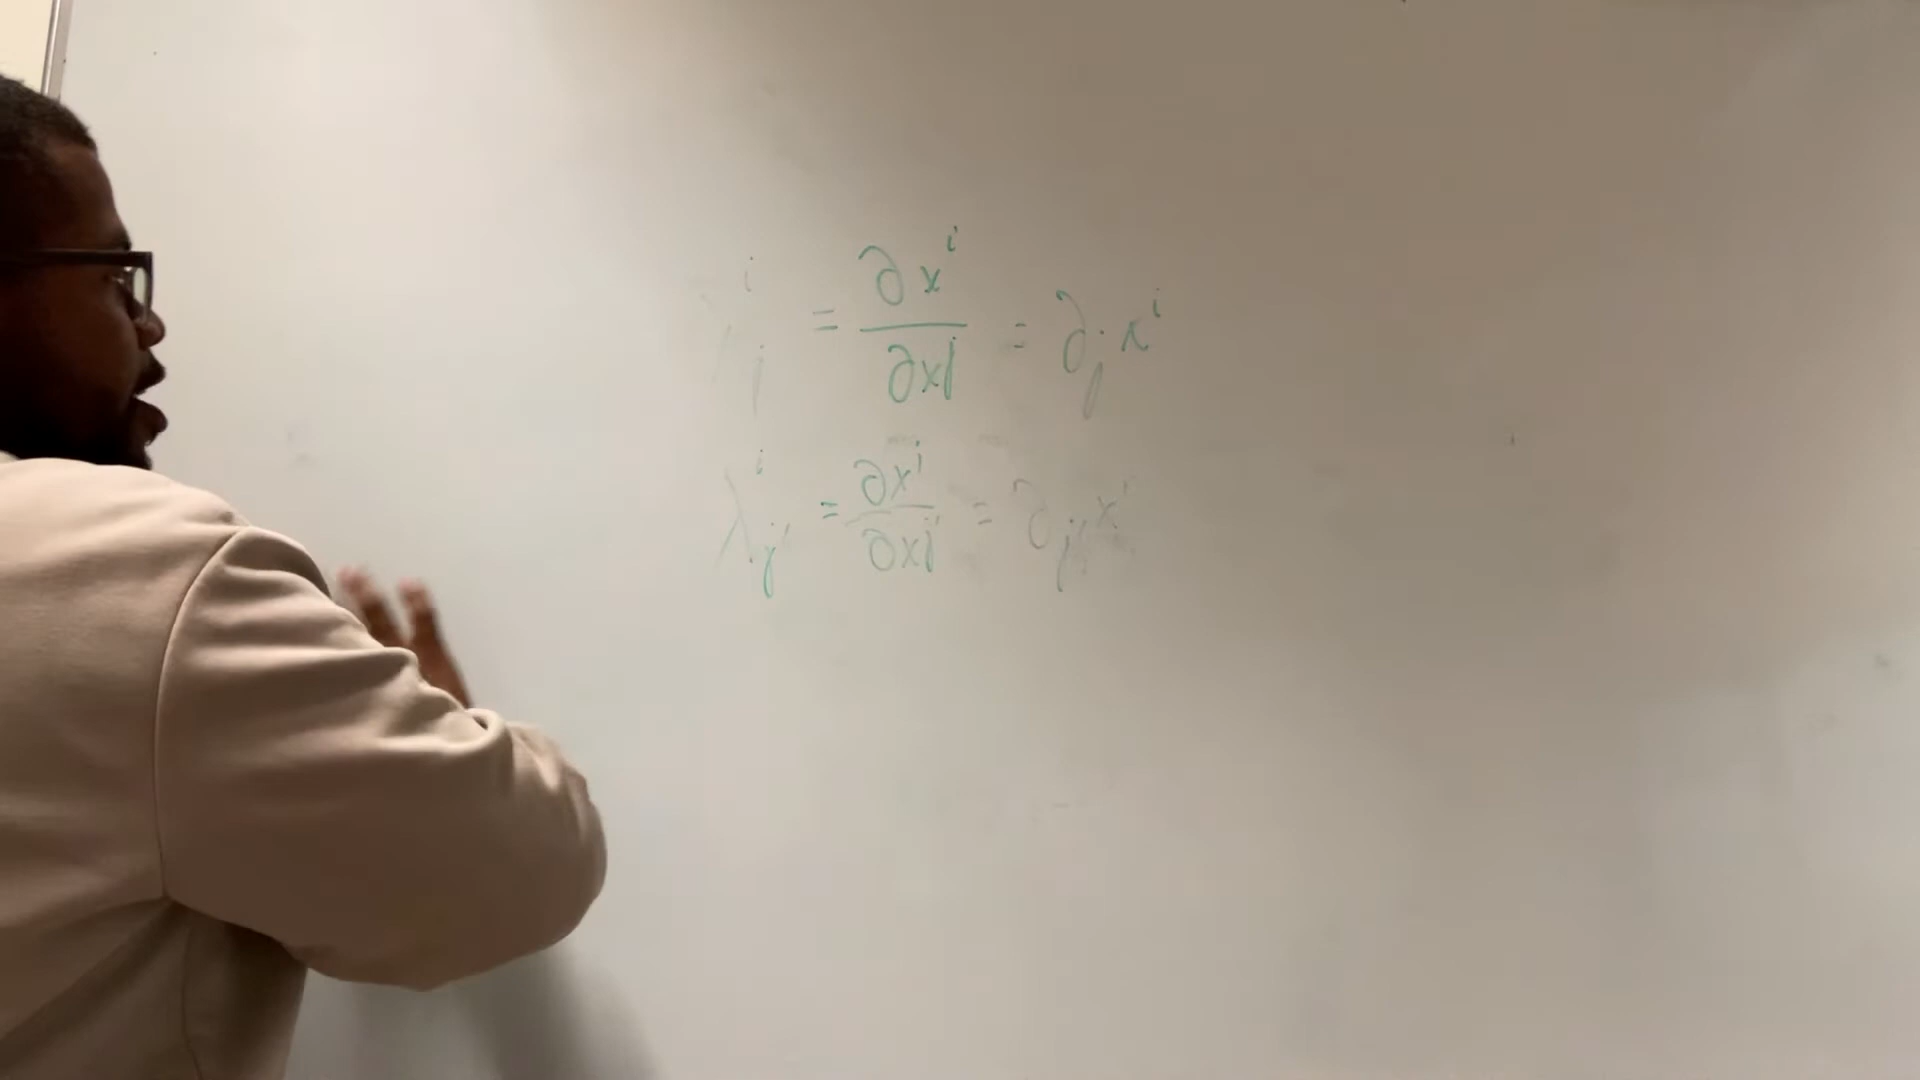 λ^i_j = ∂x^i / ∂x^j = ∂_j x^i
λ^i_j' = ∂x^i / ∂x^j' = ∂_j' x^i